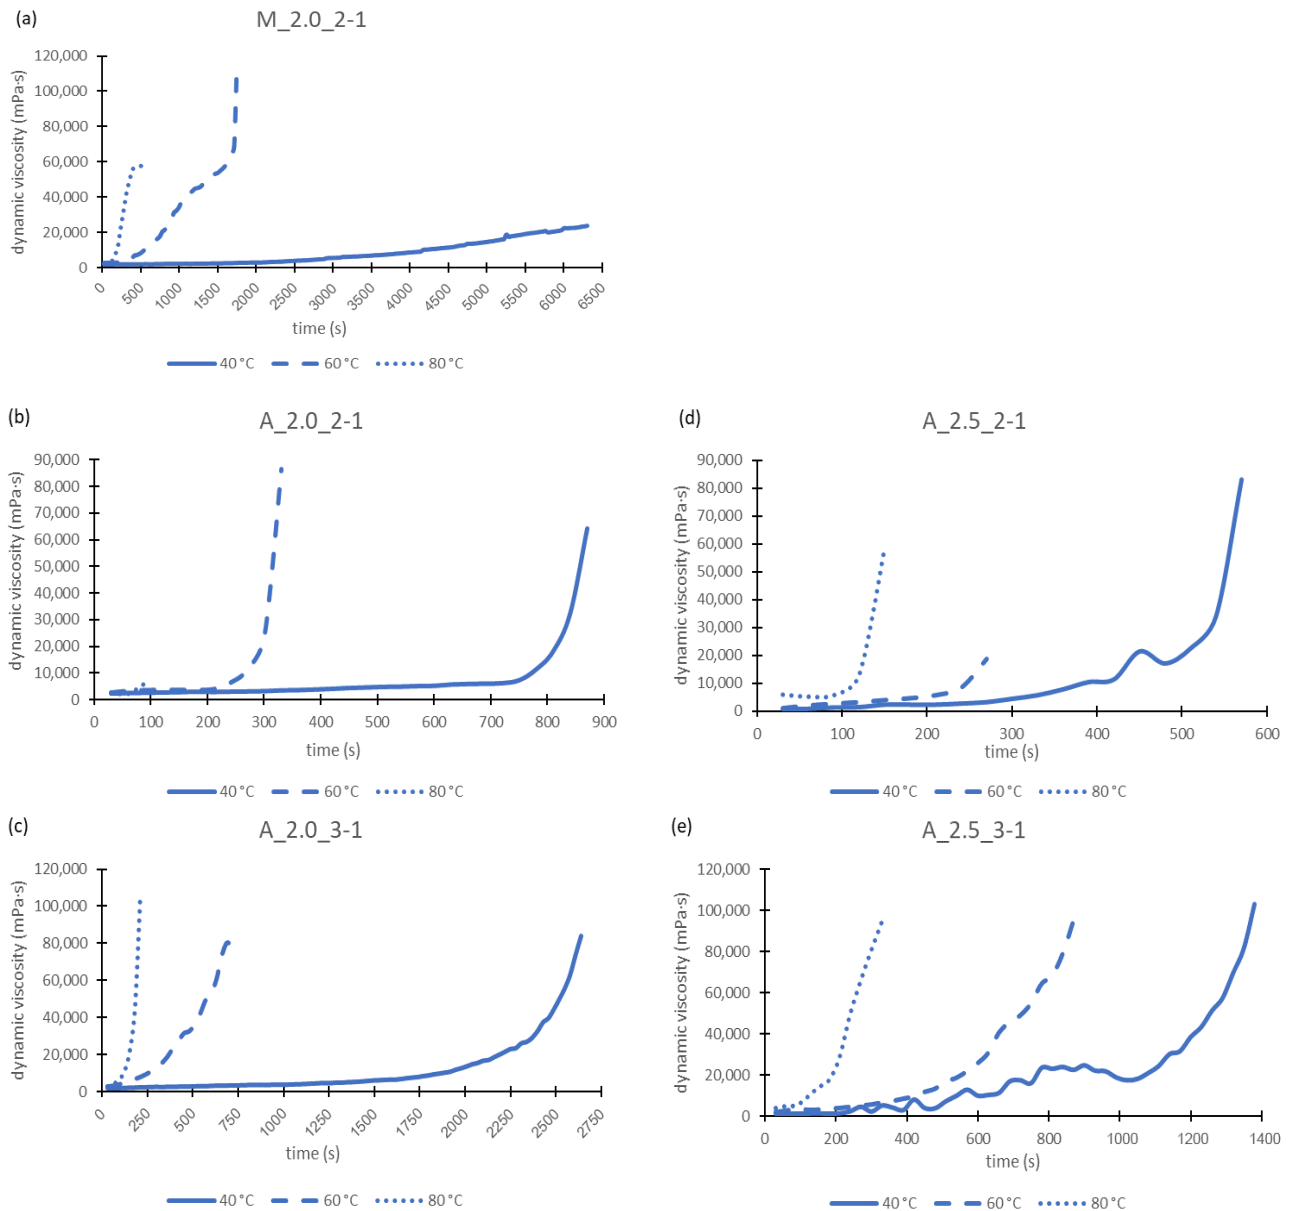 (a)
M_2.0_2-1
dynamic viscosity (mPa·s)
120,000
100,000
80,000
60,000
40,000
20,000
0
0 500 1000 1500 2000 2500 3000 3500 4000 4500 5000 5500 6000 6500
time (s)
40°C 60°C 80°C
(b)
A_2.0_2-1
dynamic viscosity (mPa·s)
90,000
80,000
70,000
60,000
50,000
40,000
30,000
20,000
10,000
0
0 100 200 300 400 500 600 700 800 900
time (s)
40°C 60°C 80°C
(d)
A_2.5_2-1
dynamic viscosity (mPa·s)
90,000
80,000
70,000
60,000
50,000
40,000
30,000
20,000
10,000
0
0 100 200 300 400 500 600
time (s)
40°C 60°C 80°C
(c)
A_2.0_3-1
dynamic viscosity (mPa·s)
120,000
100,000
80,000
60,000
40,000
20,000
0
0 250 500 750 1000 1250 1500 1750 2000 2250 2500 2750
time (s)
40°C 60°C 80°C
(e)
A_2.5_3-1
dynamic viscosity (mPa·s)
120,000
100,000
80,000
60,000
40,000
20,000
0
0 200 400 600 800 1000 1200 1400
time (s)
40°C 60°C 80°C